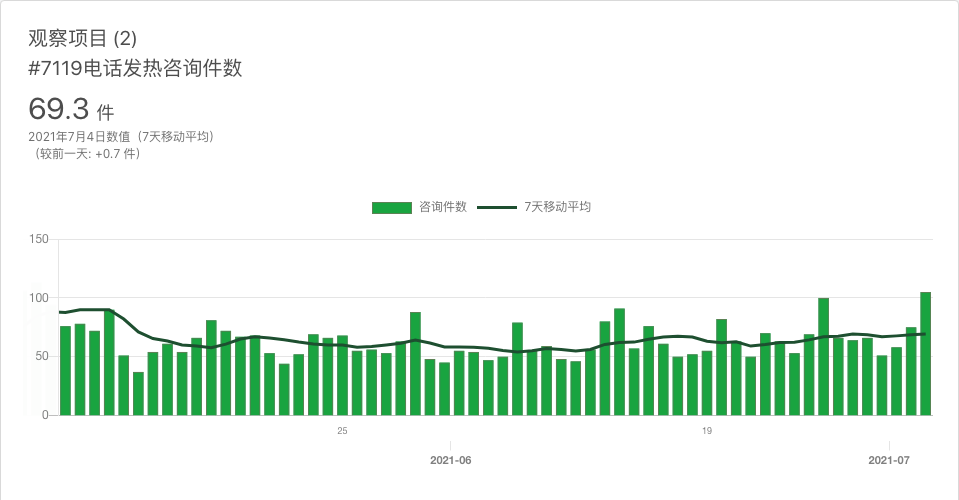 观察项目 (2)
#7119电话发热咨询件数
69.3 件
2021年7月4日数值（7天移动平均）
（较前一天: +0.7 件）
咨询件数 7天移动平均
150
100
50
0
25 19
2021-06 2021-07